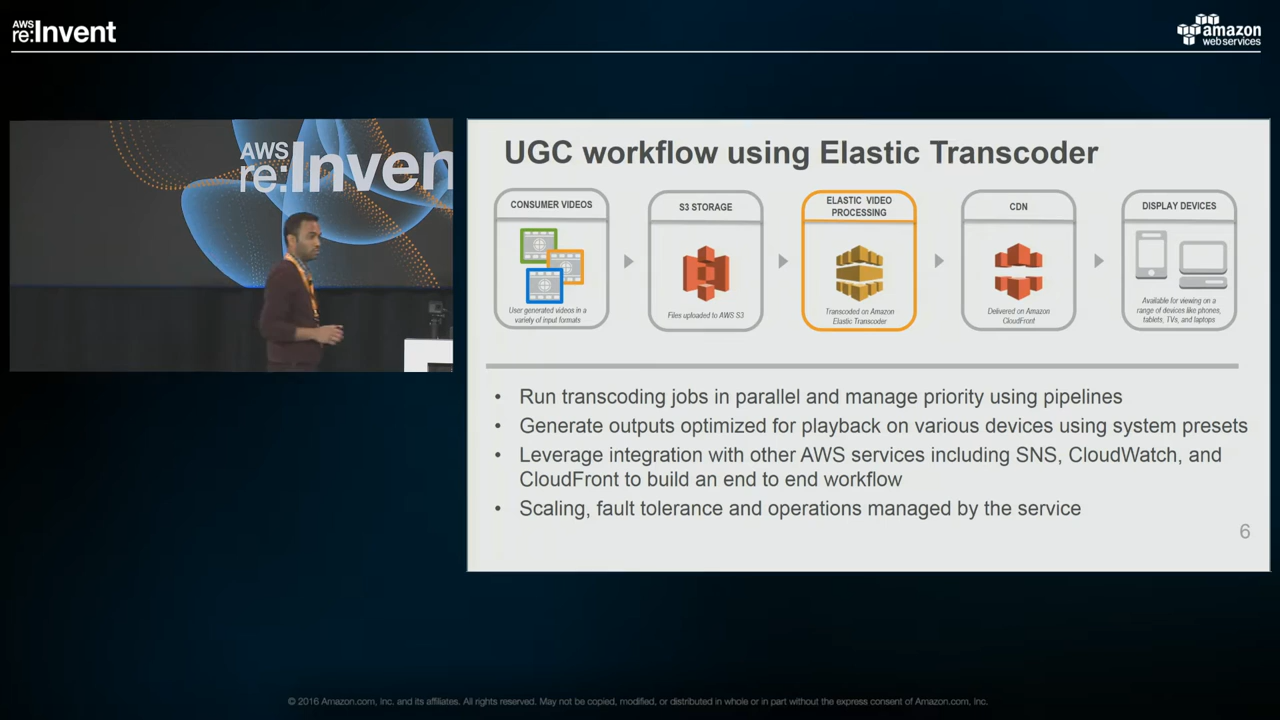 AWS
re:Invent
amazon
web services
AWS
re:Inven
UGC workflow using Elastic Transcoder
CONSUMER VIDEOS
User generated videos in a
variety of input formats
S3 STORAGE
Files uploaded to AWS S3
ELASTIC VIDEO
PROCESSING
Transcoded on Amazon
Elastic Transcoder
CDN
Delivered on Amazon
CloudFront
DISPLAY DEVICES
Available for viewing on a
range of devices like phones,
tablets, TVs, and laptops
• Run transcoding jobs in parallel and manage priority using pipelines
• Generate outputs optimized for playback on various devices using system presets
• Leverage integration with other AWS services including SNS, CloudWatch, and
CloudFront to build an end to end workflow
• Scaling, fault tolerance and operations managed by the service
6
© 2016 Amazon.com, Inc. and its affiliates. All rights reserved. May not be copied, modified, or distributed in whole or in part without the express consent of Amazon.com, Inc.